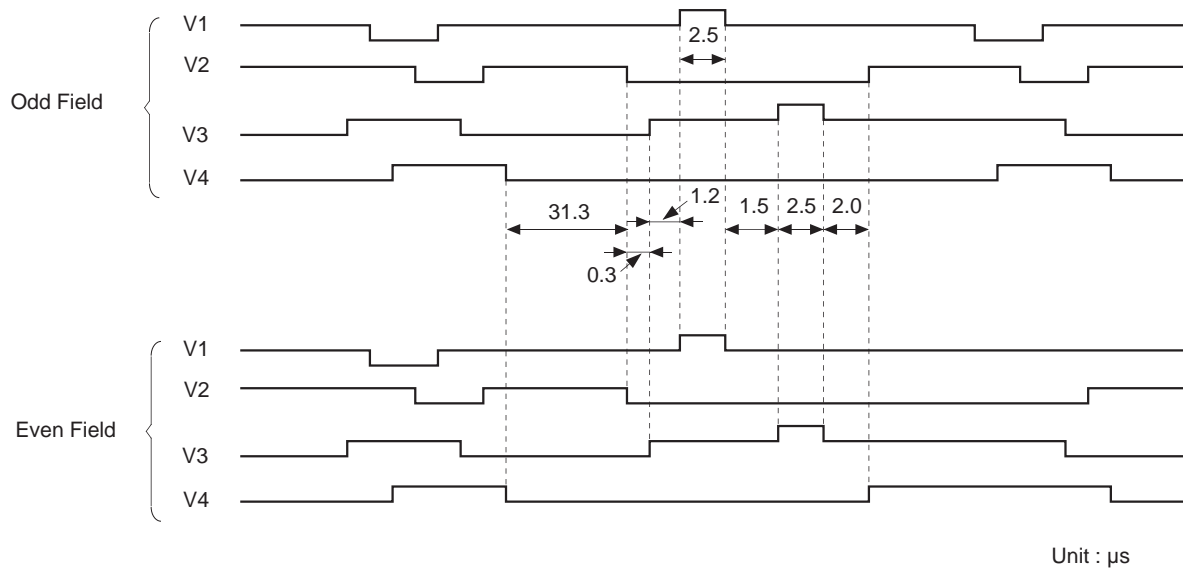 Odd Field
V1
2.5
V2
V3
V4
1.2
31.3
1.5 2.5 2.0
0.3
Even Field
V1
V2
V3
V4
Unit : μs